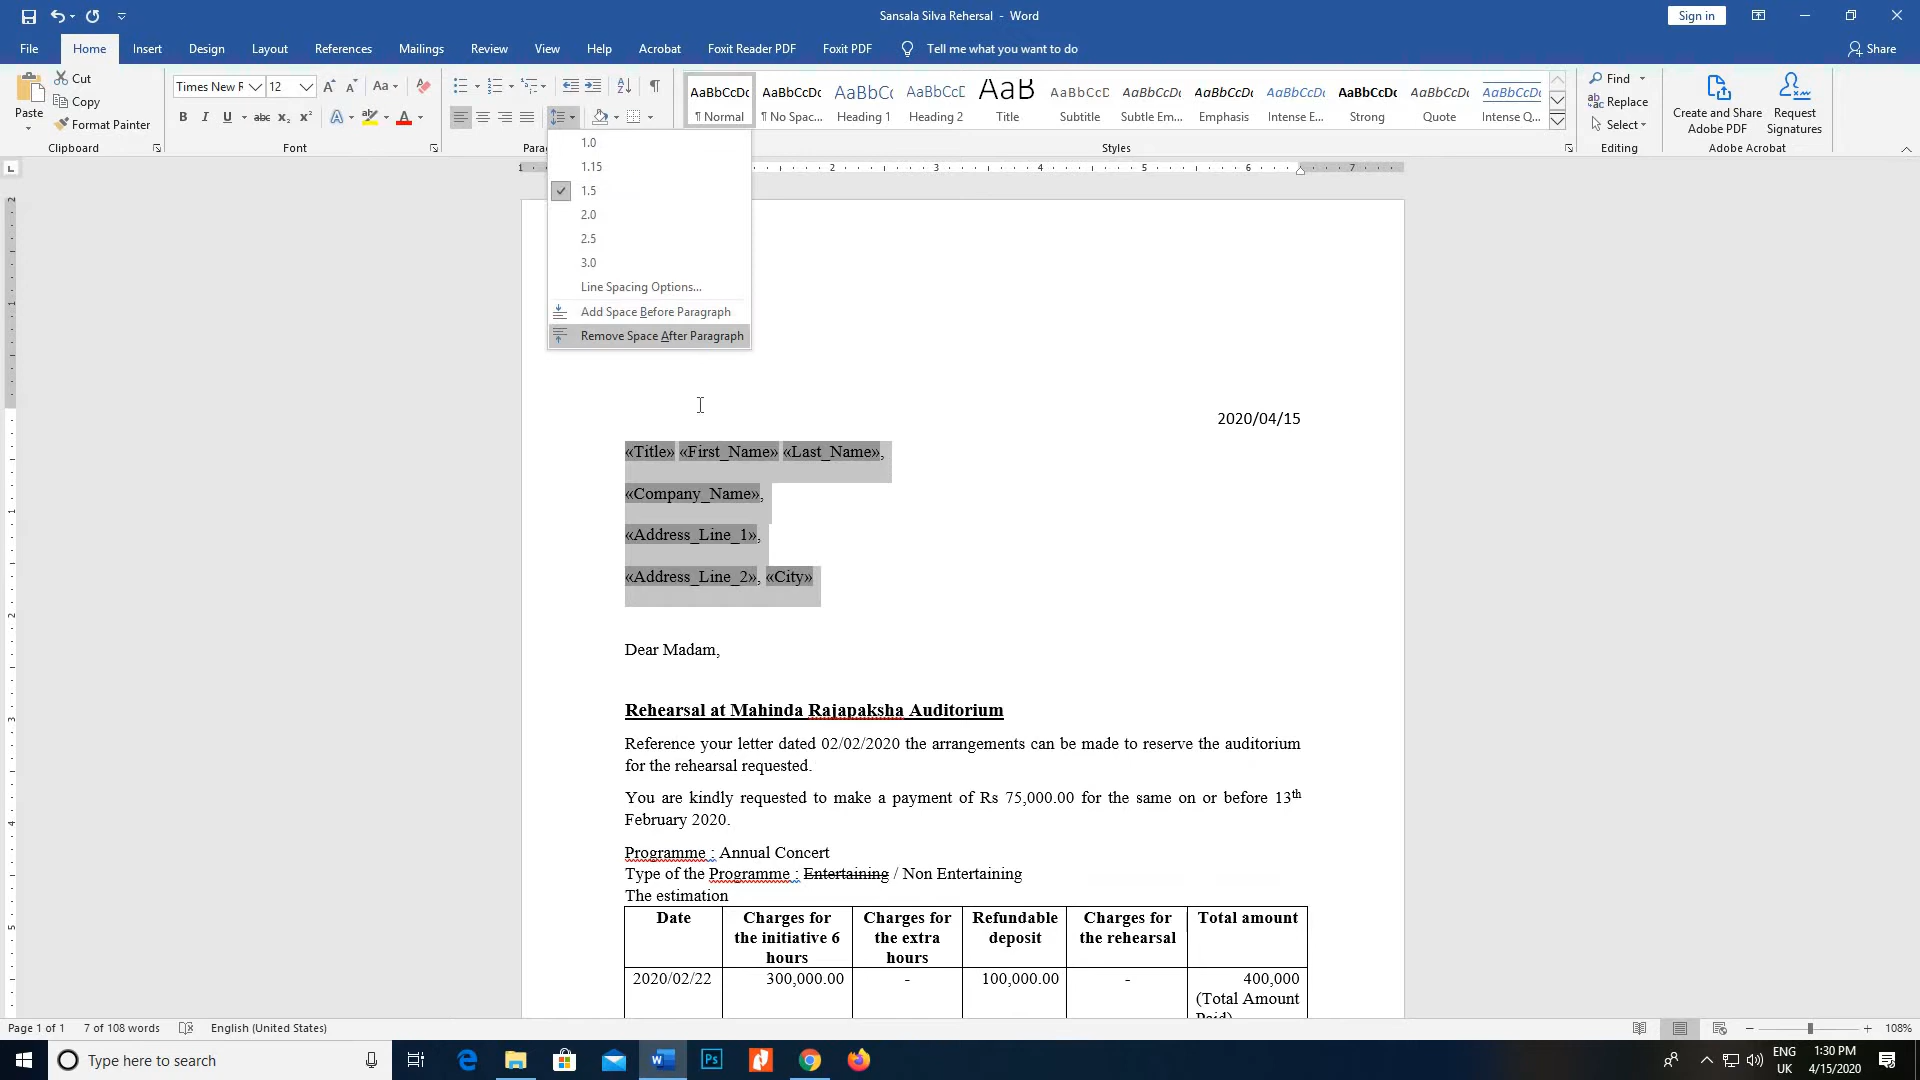 Sansala Silva Rehersal - Word
Sign in
File Home Insert Design Layout References Mailings Review View Help Acrobat Foxit Reader PDF Foxit PDF Tell me what you want to do Share
Paste
Cut
Copy
Format Painter
Clipboard
Times New R 12
Aa
B I U abc x₂ x² A A
Font
1.0
1.15
1.5
2.0
2.5
3.0
Line Spacing Options...
Add Space Before Paragraph
Remove Space After Paragraph
AaBbCcDc AaBbCcDc AaBbCc AaBbCcD AaB AaBbCcD AaBbCcDc AaBbCcDc AaBbCcDc AaBbCcDc AaBbCcDc AaBbCcDc
¶ Normal ¶ No Spac... Heading 1 Heading 2 Title Subtitle Subtle Em... Emphasis Intense E... Strong Quote Intense Q...
Styles
Find
Replace
Select
Editing
Create and Share
Adobe PDF
Request
Signatures
Adobe Acrobat
2020/04/15
«Title» «First_Name» «Last_Name»,
«Company_Name»,
«Address_Line_1»,
«Address_Line_2», «City»
Dear Madam,
Rehearsal at Mahinda Rajapaksha Auditorium
Reference your letter dated 02/02/2020 the arrangements can be made to reserve the auditorium
for the rehearsal requested.
You are kindly requested to make a payment of Rs 75,000.00 for the same on or before 13th
February 2020.
Programme : Annual Concert
Type of the Programme : Entertaining / Non Entertaining
The estimation
Date Charges for the initiative 6 hours Charges for the extra hours Refundable deposit Charges for the rehearsal Total amount
2020/02/22 300,000.00 - 100,000.00 - 400,000
(Total Amount
Paid)
Page 1 of 1 7 of 108 words English (United States) 108%
Type here to search
ENG
UK
1:30 PM
4/15/2020